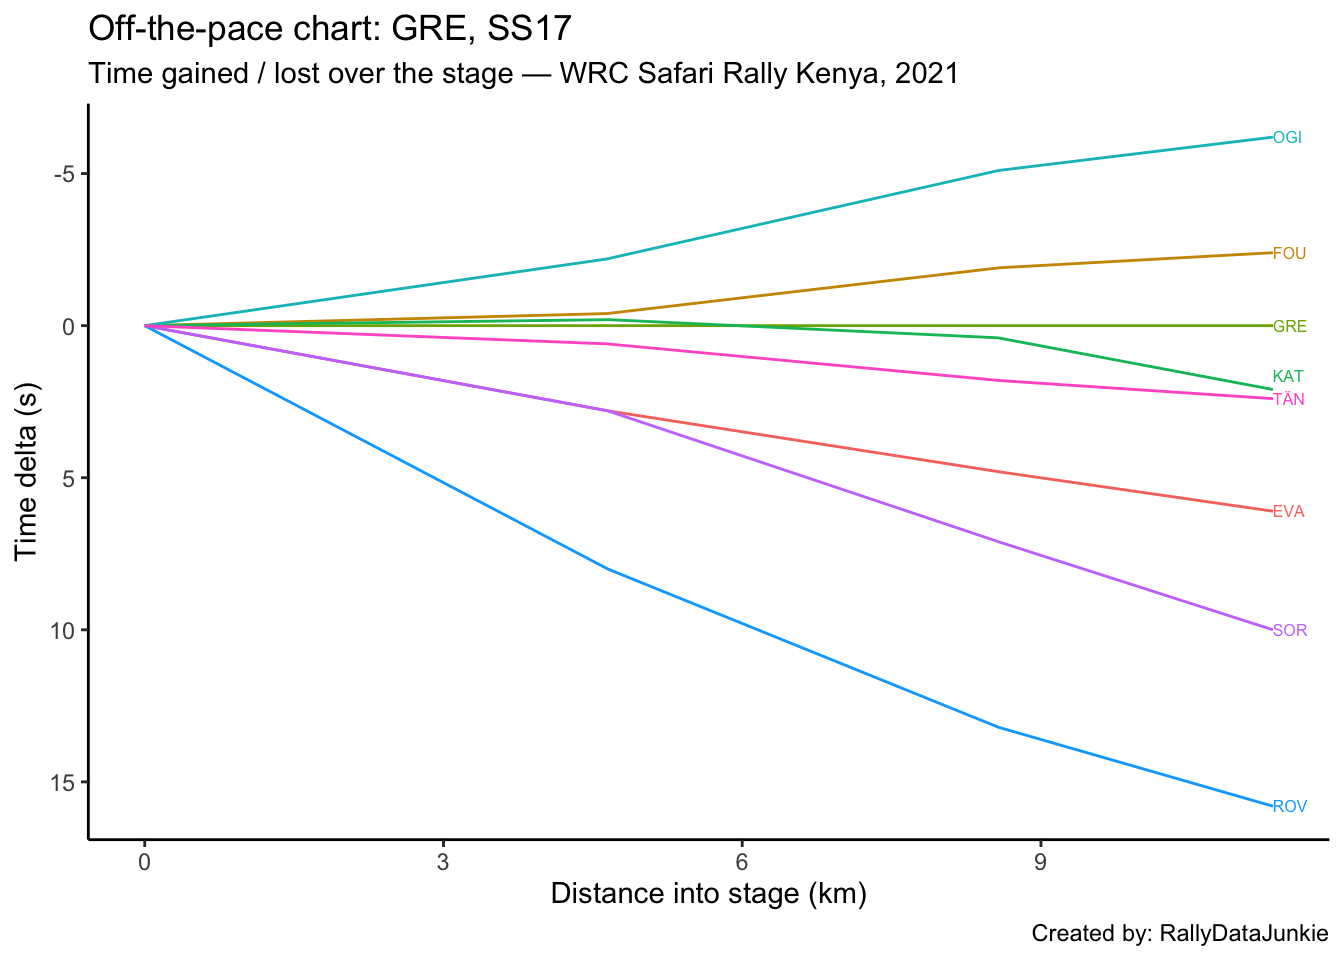 Off-the-pace chart: GRE, SS17
Time gained / lost over the stage — WRC Safari Rally Kenya, 2021
Time delta (s)
-5
0
5
10
15
OGI
FOU
GRE
KAT
TÄN
EVA
SOR
ROV
0 3 6 9
Distance into stage (km)
Created by: RallyDataJunkie